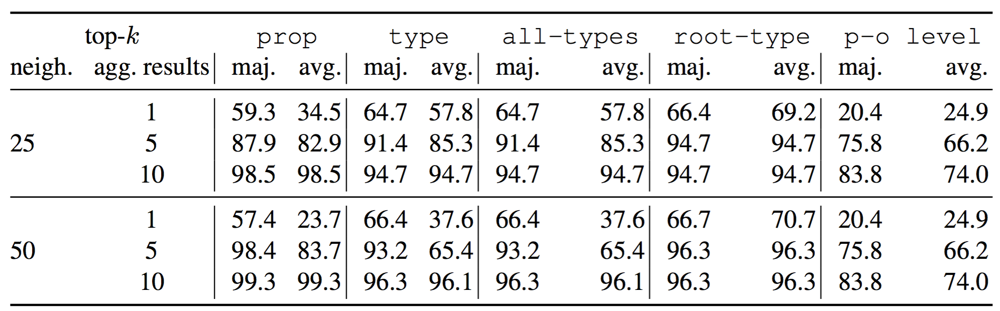 top-k prop type all-types root-type p-o level
neigh. agg. results maj. avg. maj. avg. maj. avg. maj. avg. maj. avg.
1 59.3 34.5 64.7 57.8 64.7 57.8 66.4 69.2 20.4 24.9
25 5 87.9 82.9 91.4 85.3 91.4 85.3 94.7 94.7 75.8 66.2
10 98.5 98.5 94.7 94.7 94.7 94.7 94.7 94.7 83.8 74.0
1 57.4 23.7 66.4 37.6 66.4 37.6 66.7 70.7 20.4 24.9
50 5 98.4 83.7 93.2 65.4 93.2 65.4 96.3 96.3 75.8 66.2
10 99.3 99.3 96.3 96.1 96.3 96.1 96.3 96.3 83.8 74.0